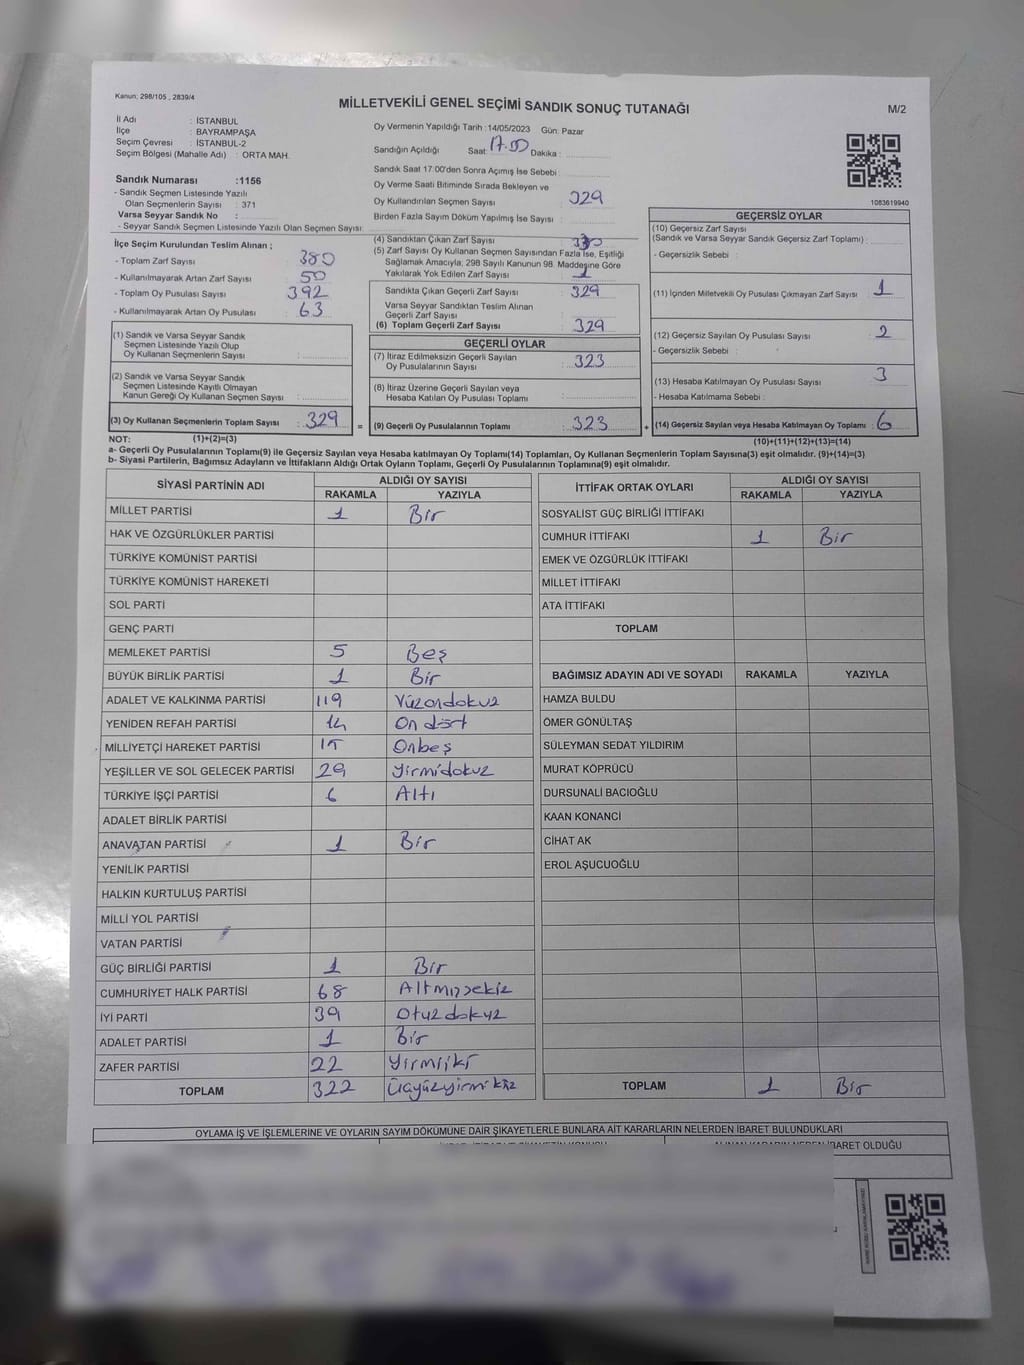 Kanun: 298/105 , 2839/4
MİLLETVEKİLİ GENEL SEÇİMİ SANDIK SONUÇ TUTANAĞI
M/2
İl Adı : İSTANBUL
İlçe : BAYRAMPAŞA
Seçim Çevresi : İSTANBUL-2
Seçim Bölgesi (Mahalle Adı) : ORTA MAH.
Sandık Numarası :1156
- Sandık Seçmen Listesinde Yazılı
Olan Seçmenlerin Sayısı : 371
Varsa Seyyar Sandık No :
- Seyyar Sandık Seçmen Listesinde Yazılı Olan Seçmen Sayısı:
İlçe Seçim Kurulundan Teslim Alınan ;
- Toplam Zarf Sayısı : 380
- Kullanılmayarak Artan Zarf Sayısı : 50
- Toplam Oy Pusulası Sayısı : 392
- Kullanılmayarak Artan Oy Pusulası : 63
(1) Sandık ve Varsa Seyyar Sandık
Seçmen Listesinde Yazılı Olup
Oy Kullanan Seçmenlerin Sayısı :
(2) Sandık ve Varsa Seyyar Sandık
Seçmen Listesinde Kayıtlı Olmayan
Kanun Gereği Oy Kullanan Seçmen Sayısı :
(3) Oy Kullanan Seçmenlerin Toplam Sayısı : 329 =
Oy Vermenin Yapıldığı Tarih :14/05/2023 Gün: Pazar
Sandığın Açıldığı Saat: 17.00 Dakika :
Sandık Saat 17:00'den Sonra Açımış İse Sebebi :
Oy Verme Saati Bitiminde Sırada Bekleyen ve
Oy Kullandırılan Seçmen Sayısı : 329
Birden Fazla Sayım Döküm Yapılmış İse Sayısı :
(4) Sandıktan Çıkan Zarf Sayısı : 330
(5) Zarf Sayısı Oy Kullanan Seçmen Sayısından Fazla İse, Eşitliği
Sağlamak Amacıyla, 298 Sayılı Kanunun 98. Maddesine Göre
Yakılarak Yok Edilen Zarf Sayısı : 1
Sandıkta Çıkan Geçerli Zarf Sayısı : 329
Varsa Seyyar Sandıktan Teslim Alınan
Geçerli Zarf Sayısı :
(6) Toplam Geçerli Zarf Sayısı : 329
GEÇERLİ OYLAR
(7) İtiraz Edilmeksizin Geçerli Sayılan
Oy Pusulalarının Sayısı : 323
(8) İtiraz Üzerine Geçerli Sayılan veya
Hesaba Katılan Oy Pusulası Toplamı :
(9) Geçerli Oy Pusulalarının Toplamı : 323 +
1083619940
GEÇERSİZ OYLAR
(10) Geçersiz Zarf Sayısı
(Sandık ve Varsa Seyyar Sandık Geçersiz Zarf Toplamı) :
- Geçersizlik Sebebi :
(11) İçinden Milletvekili Oy Pusulası Çıkmayan Zarf Sayısı : 1
(12) Geçersiz Sayılan Oy Pusulası Sayısı : 2
- Geçersizlik Sebebi :
(13) Hesaba Katılmayan Oy Pusulası Sayısı : 3
- Hesaba Katılmama Sebebi :
(14) Geçersiz Sayılan veya Hesaba Katılmayan Oy Toplamı : 6
NOT: (1)+(2)=(3) (10)+(11)+(12)+(13)=(14)
a- Geçerli Oy Pusulalarının Toplamı(9) ile Geçersiz Sayılan veya Hesaba katılmayan Oy Toplamı(14) Toplamları, Oy Kullanan Seçmenlerin Toplam Sayısına(3) eşit olmalıdır. (9)+(14)=(3)
b- Siyasi Partilerin, Bağımsız Adayların ve İttifakların Aldığı Ortak Oyların Toplamı, Geçerli Oy Pusulalarının Toplamına(9) eşit olmalıdır.
SİYASİ PARTİNİN ADI ALDIĞI OY SAYISI
RAKAMLA YAZIYLA
MİLLET PARTİSİ 1 Bir
HAK VE ÖZGÜRLÜKLER PARTİSİ
TÜRKİYE KOMÜNİST PARTİSİ
TÜRKİYE KOMÜNİST HAREKETİ
SOL PARTİ
GENÇ PARTİ
MEMLEKET PARTİSİ 5 Beş
BÜYÜK BİRLİK PARTİSİ 1 Bir
ADALET VE KALKINMA PARTİSİ 119 Yüzondokuz
YENİDEN REFAH PARTİSİ 14 On dört
MİLLİYETÇİ HAREKET PARTİSİ 15 Onbeş
YEŞİLLER VE SOL GELECEK PARTİSİ 29 Yirmidokuz
TÜRKİYE İŞÇİ PARTİSİ 6 Altı
ADALET BİRLİK PARTİSİ
ANAVATAN PARTİSİ 1 Bir
YENİLİK PARTİSİ
HALKIN KURTULUŞ PARTİSİ
MİLLİ YOL PARTİSİ
VATAN PARTİSİ
GÜÇ BİRLİĞİ PARTİSİ 1 Bir
CUMHURİYET HALK PARTİSİ 68 Altmışsekiz
İYİ PARTİ 39 Otuzdokuz
ADALET PARTİSİ 1 Bir
ZAFER PARTİSİ 22 Yirmiiki
TOPLAM 322 Üçyüzyirmiki
İTTİFAK ORTAK OYLARI ALDIĞI OY SAYISI
RAKAMLA YAZIYLA
SOSYALİST GÜÇ BİRLİĞİ İTTİFAKI
CUMHUR İTTİFAKI 1 Bir
EMEK VE ÖZGÜRLÜK İTTİFAKI
MİLLET İTTİFAKI
ATA İTTİFAKI
TOPLAM
BAĞIMSIZ ADAYIN ADI VE SOYADI RAKAMLA YAZIYLA
HAMZA BULDU
ÖMER GÖNÜLTAŞ
SÜLEYMAN SEDAT YILDIRIM
MURAT KÖPRÜCÜ
DURSUNALİ BACIOĞLU
KAAN KONANCİ
CİHAT AK
EROL AŞUCUOĞLU
TOPLAM 1 Bir
OYLAMA İŞ VE İŞLEMLERİNE VE OYLARIN SAYIM DÖKÜMÜNE DAİR ŞİKAYETLERLE BUNLARA AİT KARARLARIN NELERDEN İBARET BULUNDUKLARI
İBARET OLDUĞU